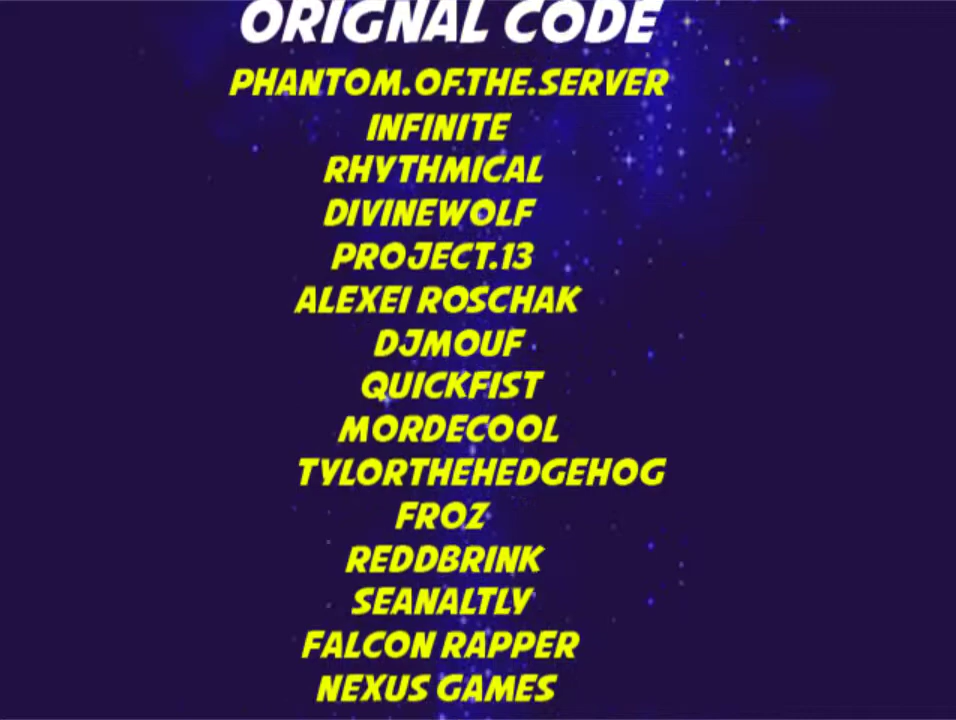 ORIGNAL CODE
PHANTOM.OF.THE.SERVER
INFINITE
RHYTHMICAL
DIVINEWOLF
PROJECT.13
ALEXEI ROSCHAK
DJMOUF
QUICKFIST
MORDECOOL
TYLORTHEHEDGEHOG
FROZ
REDDBRINK
SEANALTLY
FALCON RAPPER
NEXUS GAMES